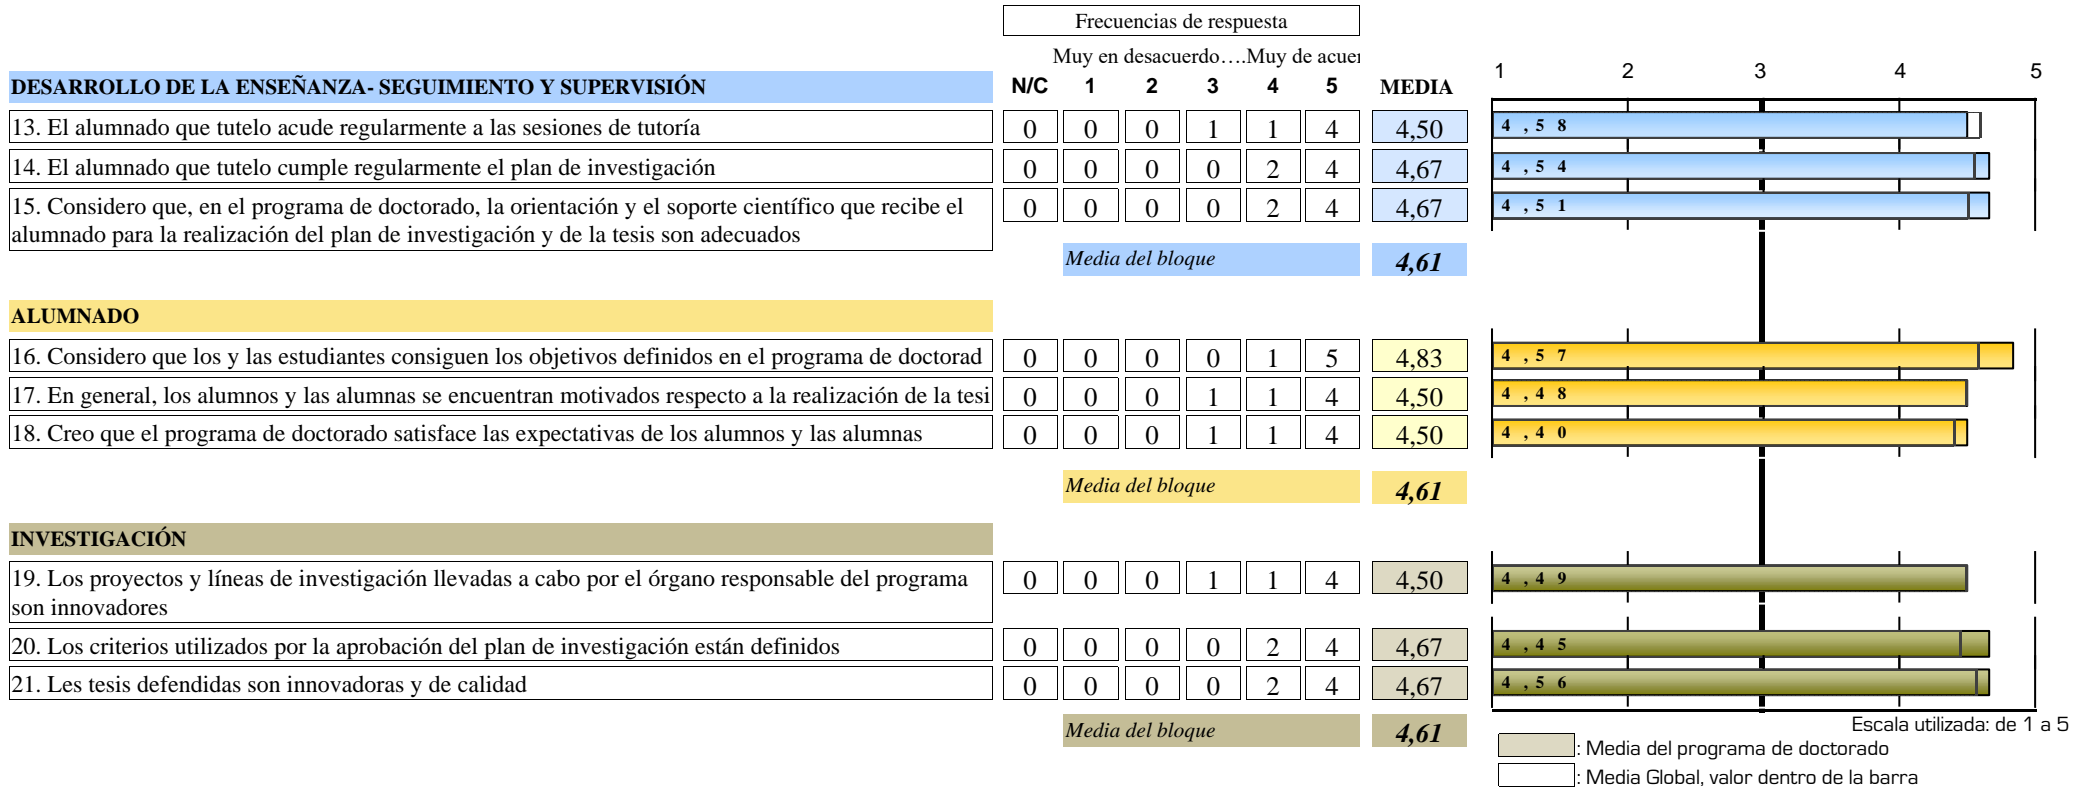 Frecuencias de respuesta
Muy en desacuerdo….Muy de acuer
DESARROLLO DE LA ENSEÑANZA- SEGUIMIENTO Y SUPERVISIÓN N/C 1 2 3 4 5 MEDIA 1 2 3 4 5
13. El alumnado que tutelo acude regularmente a las sesiones de tutoría 0 0 0 1 1 4 4,50 4,58
14. El alumnado que tutelo cumple regularmente el plan de investigación 0 0 0 0 2 4 4,67 4,54
15. Considero que, en el programa de doctorado, la orientación y el soporte científico que recibe el 0 0 0 0 2 4 4,67 4,51
alumnado para la realización del plan de investigación y de la tesis son adecuados
Media del bloque 4,61
ALUMNADO
16. Considero que los y las estudiantes consiguen los objetivos definidos en el programa de doctorad 0 0 0 0 1 5 4,83 4,57
17. En general, los alumnos y las alumnas se encuentran motivados respecto a la realización de la tesi 0 0 0 1 1 4 4,50 4,48
18. Creo que el programa de doctorado satisface las expectativas de los alumnos y las alumnas 0 0 0 1 1 4 4,50 4,40
Media del bloque 4,61
INVESTIGACIÓN
19. Los proyectos y líneas de investigación llevadas a cabo por el órgano responsable del programa 0 0 0 1 1 4 4,50 4,49
son innovadores
20. Los criterios utilizados por la aprobación del plan de investigación están definidos 0 0 0 0 2 4 4,67 4,45
21. Les tesis defendidas son innovadoras y de calidad 0 0 0 0 2 4 4,67 4,56
Media del bloque 4,61
Escala utilizada: de 1 a 5
: Media del programa de doctorado
: Media Global, valor dentro de la barra